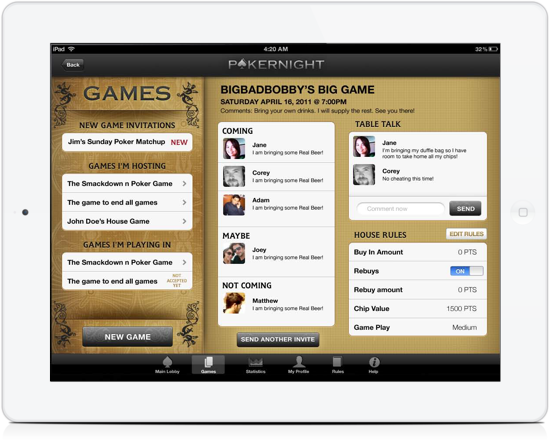 iPad
4:20 AM
32%
Back
POKERNIGHT
GAMES
NEW GAME INVITATIONS
Jim's Sunday Poker Matchup NEW
GAMES I'M HOSTING
The Smackdown n Poker Game
The game to end all games
John Doe's House Game
GAMES I'M PLAYING IN
The Smackdown n Poker Game
The game to end all games
NOT
ACCEPTED
YET
NEW GAME
BIGBADBOBBY'S BIG GAME
SATURDAY APRIL 16, 2011 @ 7:00PM
Comments: Bring your own drinks. I will supply the rest. See you there!
COMING
Jane
I am bringing some Real Beer!
Corey
I am bringing some Real Beer!
Adam
I am bringing some Real Beer!
MAYBE
Joey
I am bringing some Real Beer!
NOT COMING
Matthew
I am bringing some Real Beer!
SEND ANOTHER INVITE
TABLE TALK
Jane
I'm bringing my duffle bag so I have
room to take home all my chips!
Corey
No cheating this time!
Comment now
SEND
HOUSE RULES
EDIT RULES
Buy In Amount 0 PTS
Rebuys ON
Rebuy amount 0 PTS
Chip Value 1500 PTS
Game Play Medium
Main Lobby
Games
Statistics
My Profile
Rules
Help